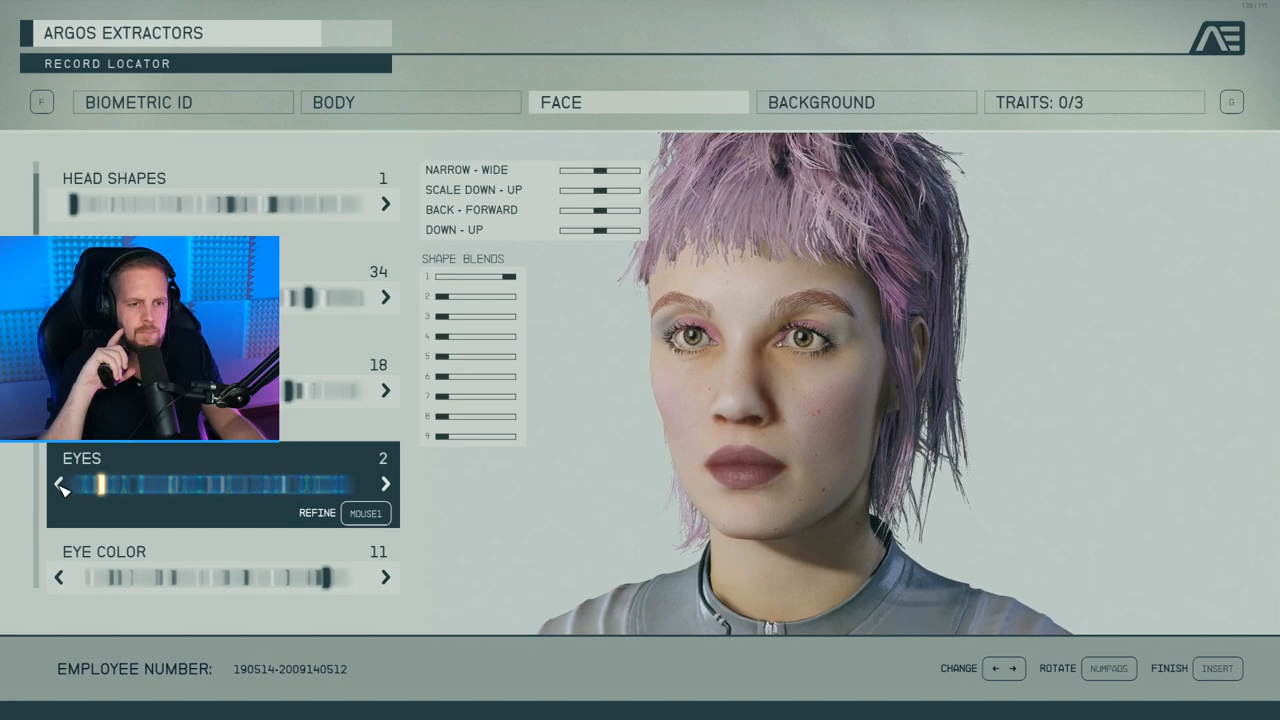 ARGOS EXTRACTORS
RECORD LOCATOR
AE
F
BIOMETRIC ID
BODY
FACE
BACKGROUND
TRAITS: 0/3
G
HEAD SHAPES
1
34
18
EYES
2
REFINE MOUSE1
EYE COLOR
11
NARROW - WIDE
SCALE DOWN - UP
BACK - FORWARD
DOWN - UP
SHAPE BLENDS
1
2
3
4
5
6
7
8
9
EMPLOYEE NUMBER: 190514-2009140512
CHANGE ← → ROTATE NUMPAD5 FINISH INSERT